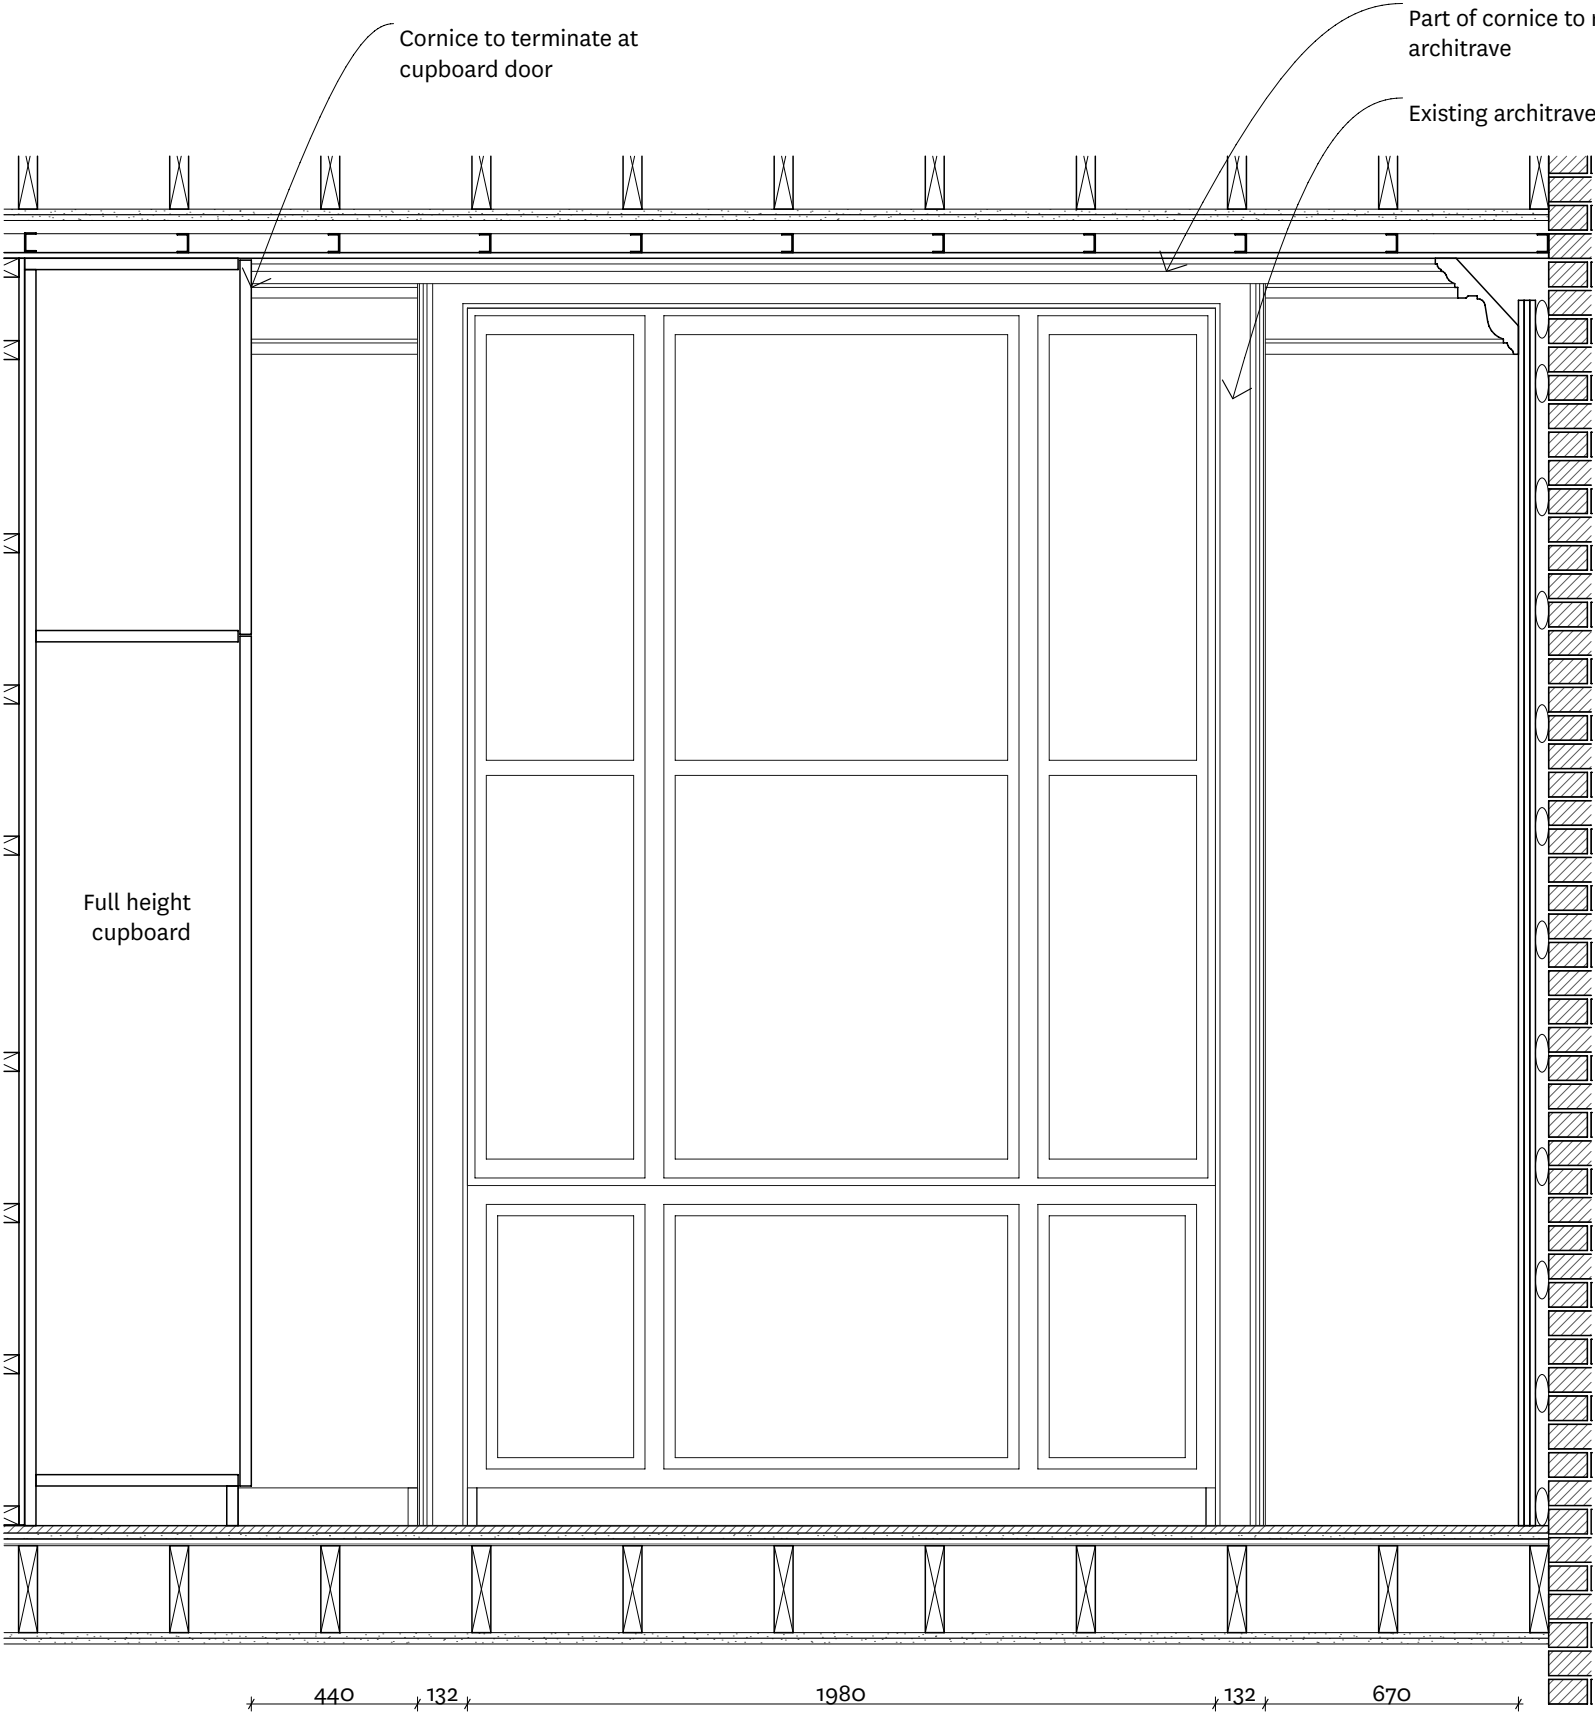 Cornice to terminate at
cupboard door
Part of cornice to
architrave
Existing architrave
Full height
cupboard
440 132 1980 132 670